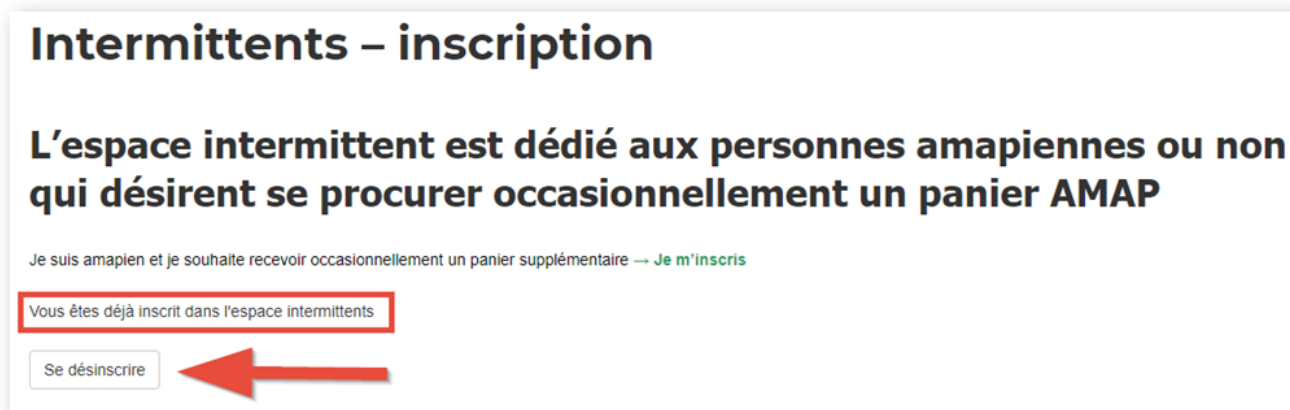 Intermittents – inscription
L’espace intermittent est dédié aux personnes amapiennes ou non
qui désirent se procurer occasionnellement un panier AMAP
Je suis amapien et je souhaite recevoir occasionnellement un panier supplémentaire → Je m’inscris
Vous êtes déjà inscrit dans l'espace intermittents
Se désinscrire